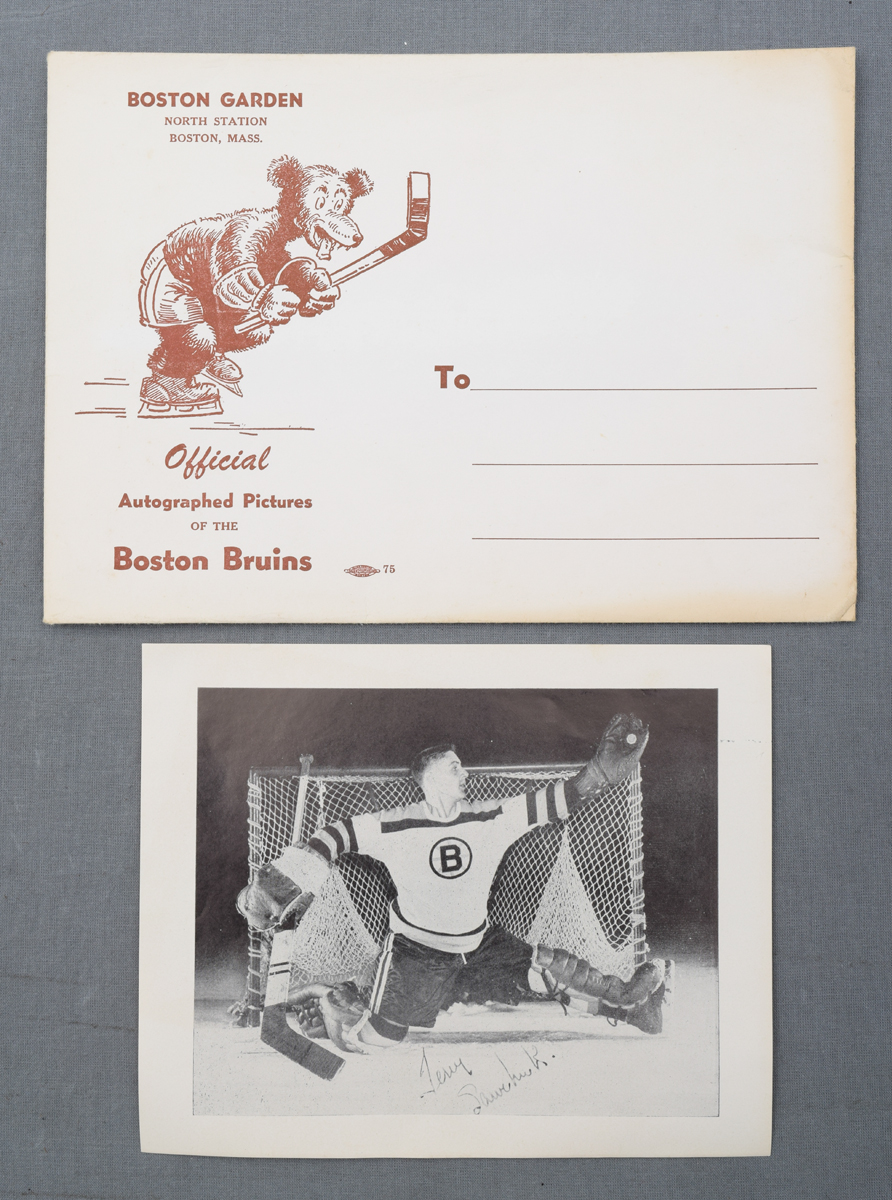 BOSTON GARDEN
NORTH STATION
BOSTON, MASS.
To
Official
Autographed Pictures
OF THE
Boston Bruins
75
B
Terry
Sawchuk